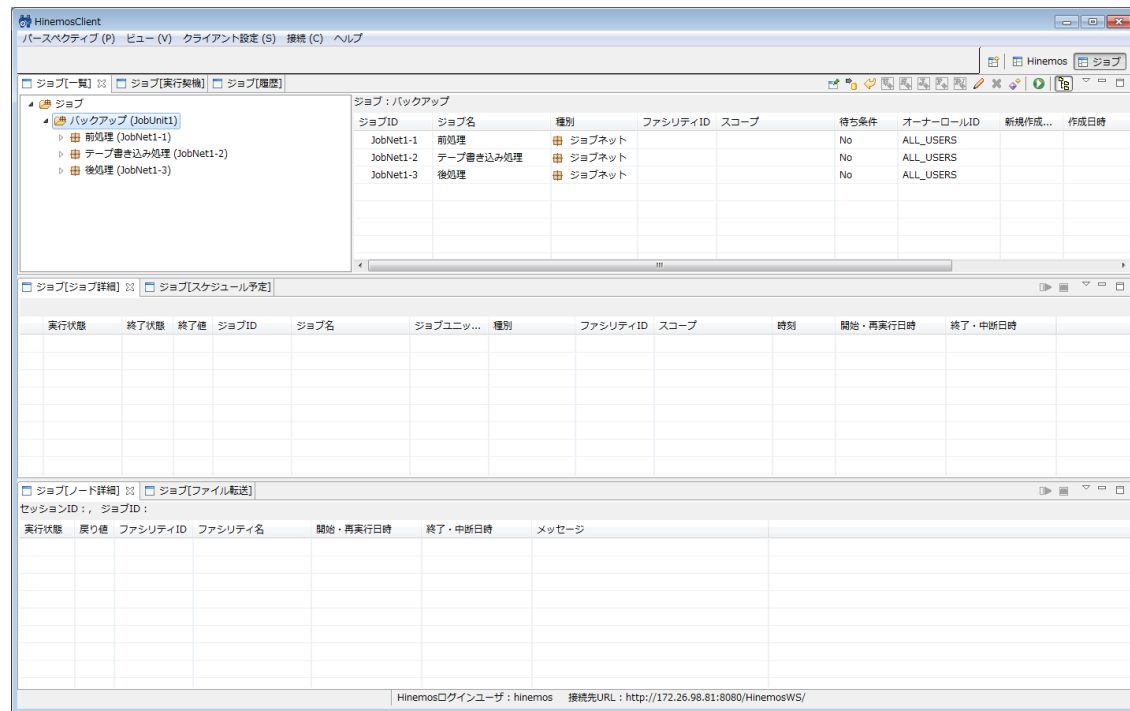 HinemosClient
パースペクティブ (P) ビュー (V) クライアント設定 (S) 接続 (C) ヘルプ
Hinemos ジョブ
ジョブ[一覧] ジョブ[実行契機] ジョブ[履歴]
ジョブ
バックアップ (JobUnit1)
前処理 (JobNet1-1)
テープ書き込み処理 (JobNet1-2)
後処理 (JobNet1-3)
ジョブ : バックアップ
ジョブID ジョブ名 種別 ファシリティID スコープ 待ち条件 オーナーロールID 新規作成... 作成日時
JobNet1-1 前処理 ジョブネット No ALL_USERS
JobNet1-2 テープ書き込み処理 ジョブネット No ALL_USERS
JobNet1-3 後処理 ジョブネット No ALL_USERS
ジョブ[ジョブ詳細] ジョブ[スケジュール予定]
実行状態 終了状態 終了値 ジョブID ジョブ名 ジョブユニッ... 種別 ファシリティID スコープ 時刻 開始・再実行日時 終了・中断日時
ジョブ[ノード詳細] ジョブ[ファイル転送]
セッションID : , ジョブID :
実行状態 戻り値 ファシリティID ファシリティ名 開始・再実行日時 終了・中断日時 メッセージ
Hinemosログインユーザ : hinemos 接続先URL : http://172.26.98.81:8080/HinemosWS/